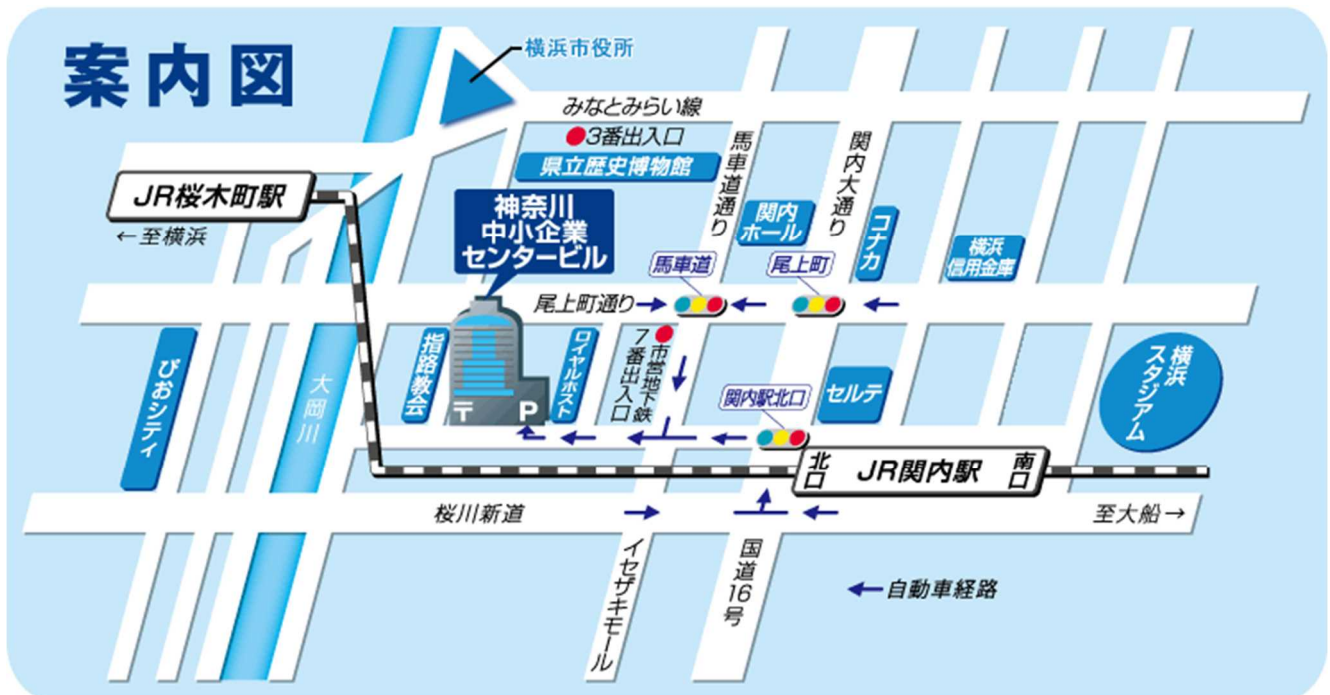 案内図
横浜市役所
みなとみらい線
3番出入口
県立歴史博物館
馬車道通り
関内大通り
JR桜木町駅
←至横浜
神奈川
中小企業
センタービル
関内
ホール
コナカ
横浜
信用金庫
馬車道
尾上町
尾上町通り
ぴおシティ
大岡川
指路教会
〒
P
ロイヤルホスト
市営地下鉄
7番出入口
関内駅北口
セルテ
横浜
スタジアム
北口
JR関内駅
南口
桜川新道
至大船→
イセザキモール
国道16号
自動車経路